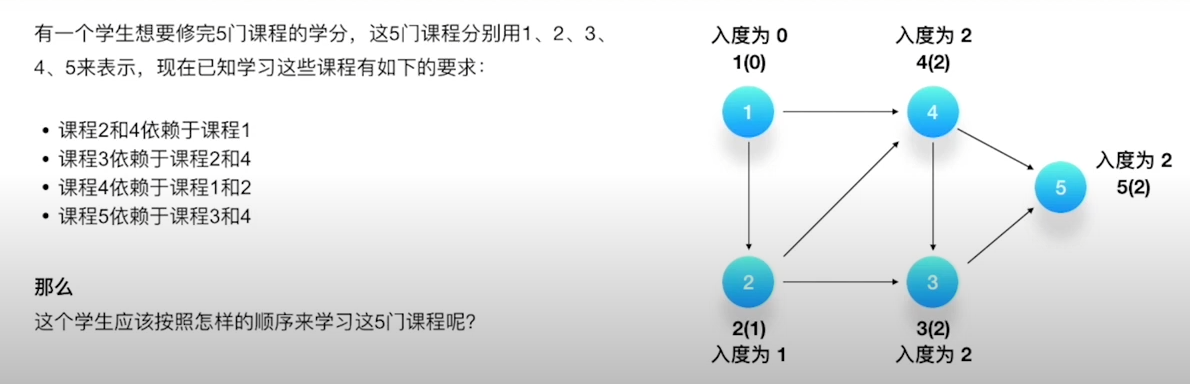 有一个学生想要修完5门课程的学分，这5门课程分别用1、2、3、
4、5来表示，现在已知学习这些课程有如下的要求：
• 课程2和4依赖于课程1
• 课程3依赖于课程2和4
• 课程4依赖于课程1和2
• 课程5依赖于课程3和4
那么
这个学生应该按照怎样的顺序来学习这5门课程呢？
入度为 0
1(0)
入度为 2
4(2)
1
4
入度为 2
5(2)
5
2
3
2(1)
入度为 1
3(2)
入度为 2